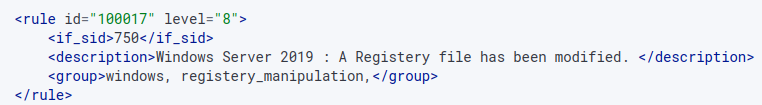 <rule id="100017" level="8">
    <if_sid>750</if_sid>
    <description>Windows Server 2019 : A Registery file has been modified. </description>
    <group>windows, registery_manipulation,</group>
</rule>